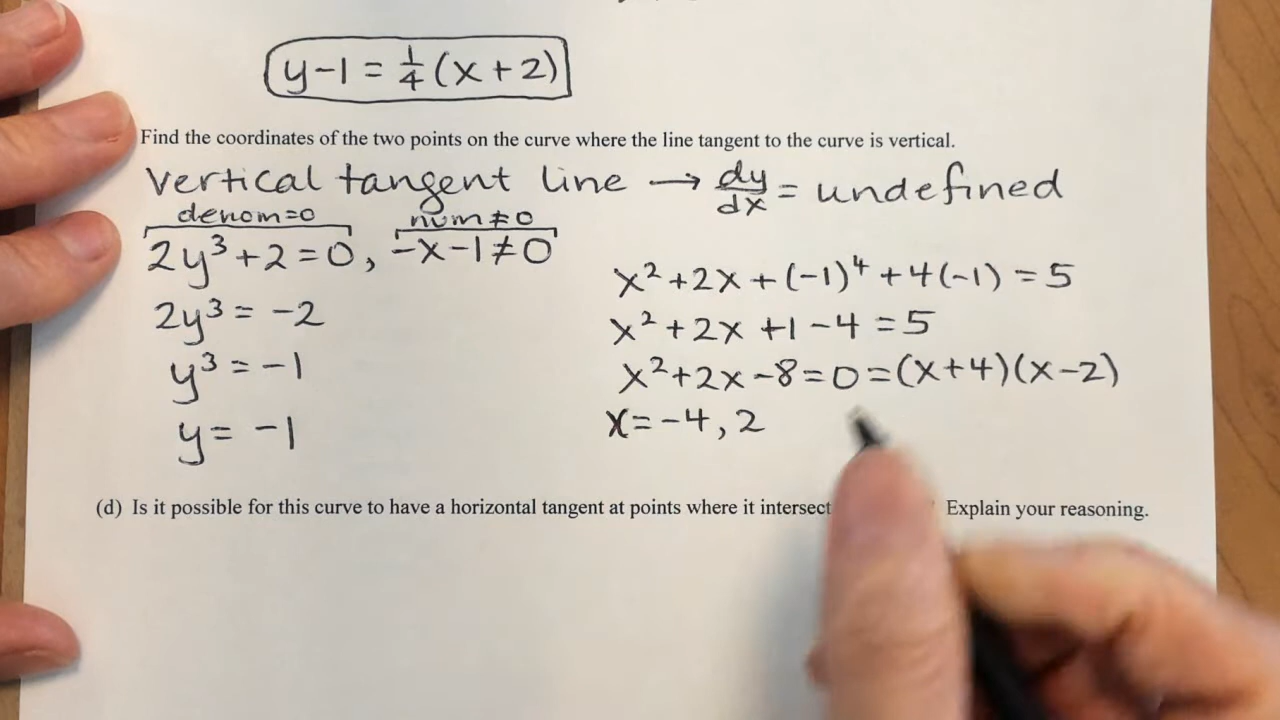 y-1 = 1/4 (x+2)
Find the coordinates of the two points on the curve where the line tangent to the curve is vertical.
Vertical tangent line → dy/dx = undefined
denom=0 num≠0
2y³+2=0, -x-1≠0
2y³ = -2
y³ = -1
y = -1
x²+2x+(-1)⁴+4(-1) = 5
x²+2x+1-4=5
x²+2x-8=0=(x+4)(x-2)
x=-4,2
(d) Is it possible for this curve to have a horizontal tangent at points where it intersect Explain your reasoning.